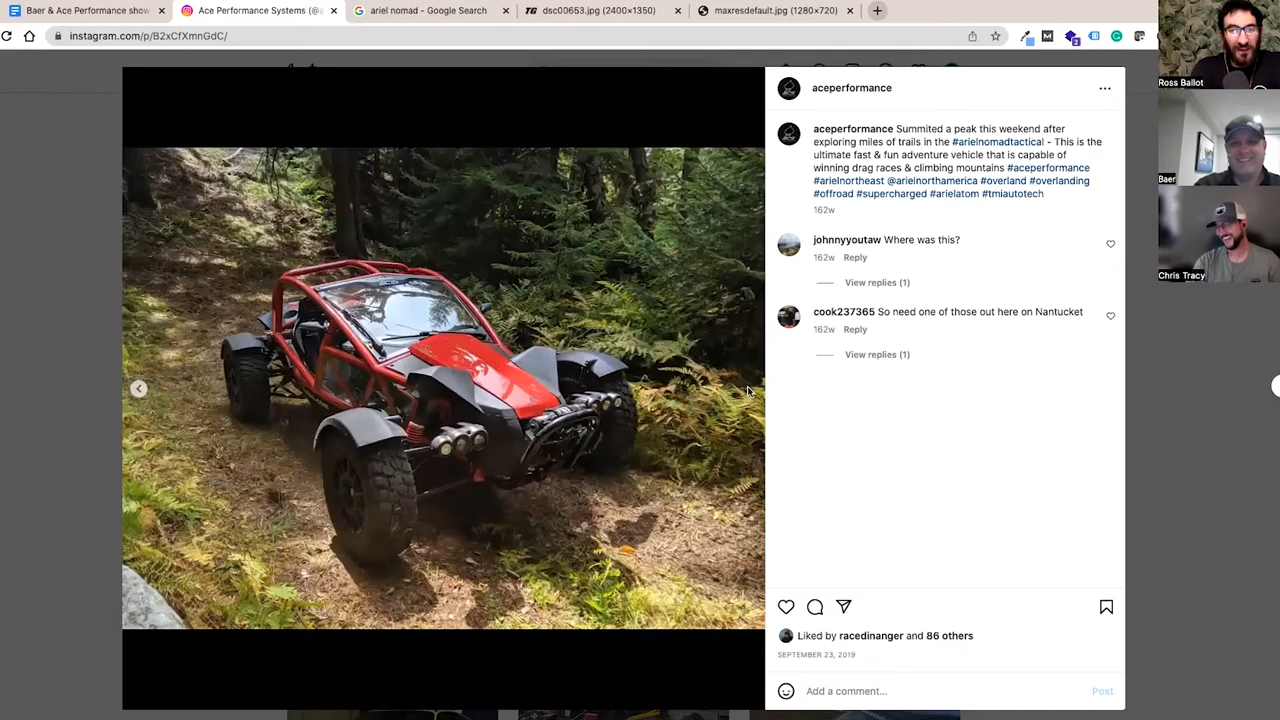 Baer & Ace Performance show
Ace Performance Systems (@a
ariel nomad - Google Search
TG dsc00653.jpg (2400×1350)
maxresdefault.jpg (1280×720)
instagram.com/p/B2xCfXmnGdC/
2
Ross Ballot
Baer
Chris Tracy
aceperformance
aceperformance Summited a peak this weekend after
exploring miles of trails in the #arielnomadtactical - This is the
ultimate fast & fun adventure vehicle that is capable of
winning drag races & climbing mountains #aceperformance
#arielnortheast @arielnorthamerica #overland #overlanding
#offroad #supercharged #arielatom #tmiautotech
162w
johnnyyoutaw Where was this?
162w Reply
View replies (1)
cook237365 So need one of those out here on Nantucket
162w Reply
View replies (1)
Liked by racedinanger and 86 others
SEPTEMBER 23, 2019
Add a comment...
Post